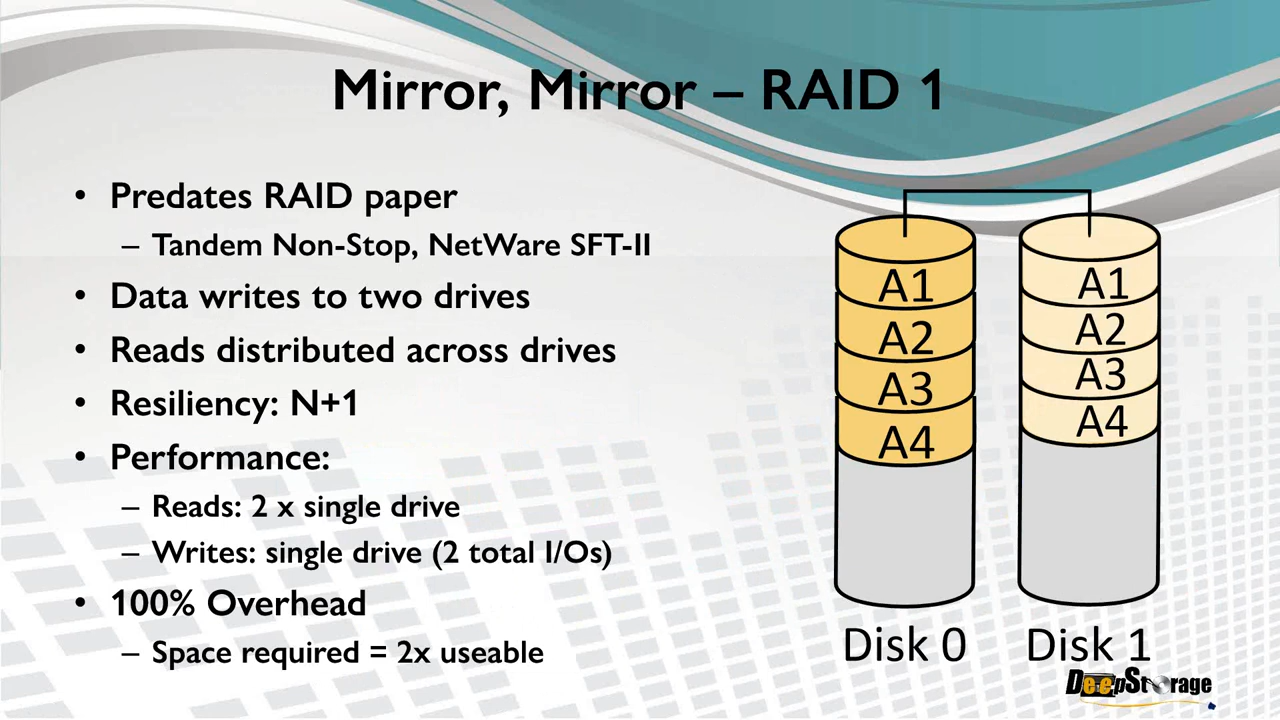 Mirror, Mirror – RAID 1
• Predates RAID paper
– Tandem Non-Stop, NetWare SFT-II
• Data writes to two drives
• Reads distributed across drives
• Resiliency: N+1
• Performance:
– Reads: 2 x single drive
– Writes: single drive (2 total I/Os)
• 100% Overhead
– Space required = 2x useable
A1
A2
A3
A4
Disk 0
A1
A2
A3
A4
Disk 1
DeepStorage